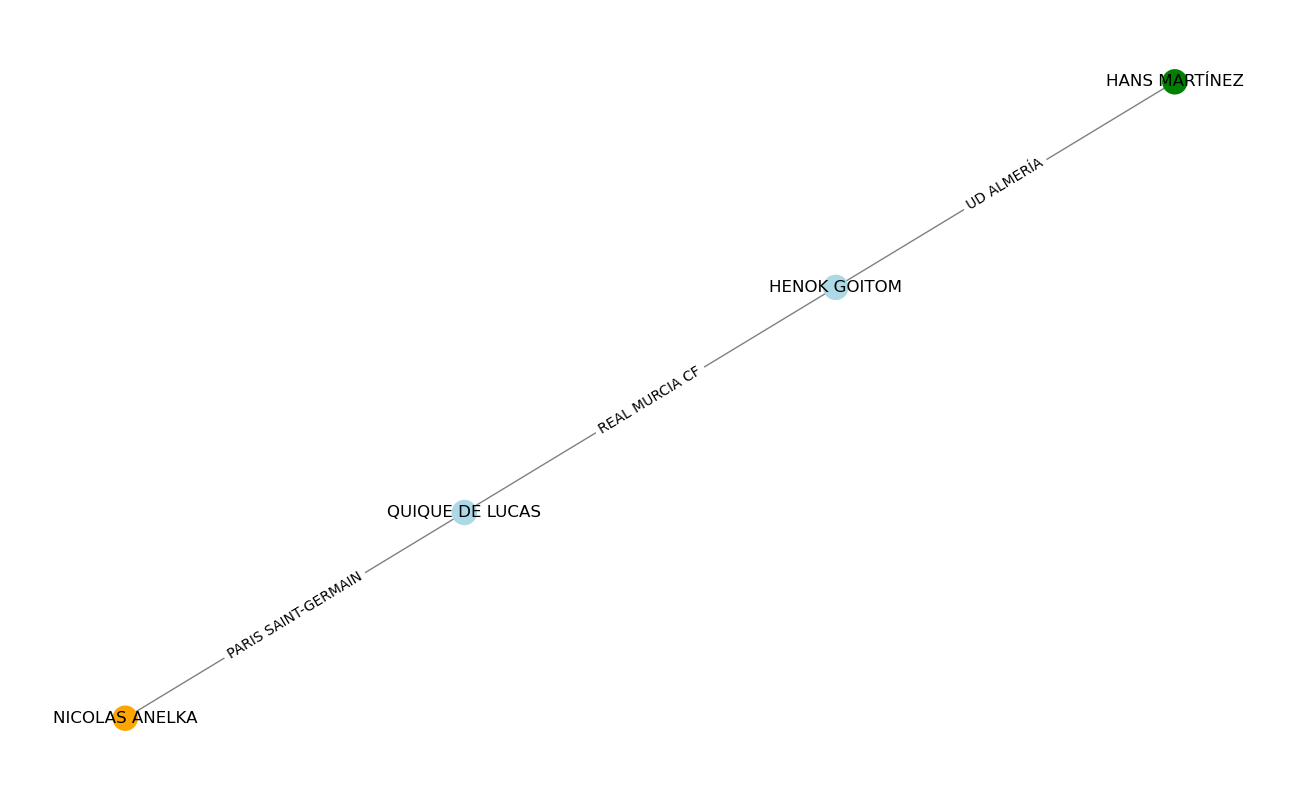 HANS MARTÍNEZ
UD ALMERÍA
HENOK GOITOM
REAL MURCIA CF
QUIQUE DE LUCAS
PARIS SAINT-GERMAIN
NICOLAS ANELKA